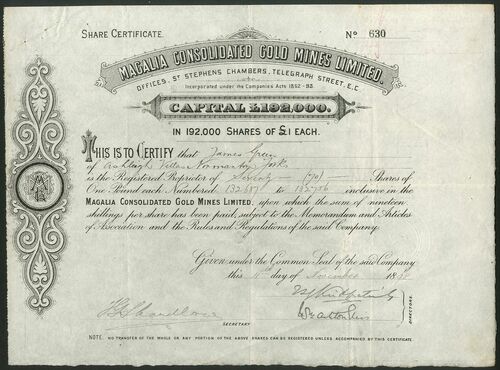 SHARE CERTIFICATE.
Nº 630
MAGALIA CONSOLIDATED GOLD MINES LIMITED.
OFFICES, ST STEPHENS CHAMBERS, TELEGRAPH STREET, E.C.
Incorporated under the Companies' Acts 1862-93.
CAPITAL £192,000.
IN 192,000 SHARES OF £1 EACH.
THIS IS TO CERTIFY that James Green
of Ashleigh Villas
is the Registered Proprietor of Seventy (70) Shares of
One Pound each Numbered to inclusive in the
MAGALIA CONSOLIDATED GOLD MINES LIMITED, upon which the sum of nineteen
shillings per share has been paid, subject to the Memorandum and Articles
of Association and the Rules and Regulations of the said Company.
Given under the Common Seal of the said Company
this day of November
SECRETARY
DIRECTORS.
NOTE. NO TRANSFER OF THE WHOLE OR ANY PORTION OF THE ABOVE SHARES CAN BE REGISTERED UNLESS ACCOMPANIED BY THIS CERTIFICATE